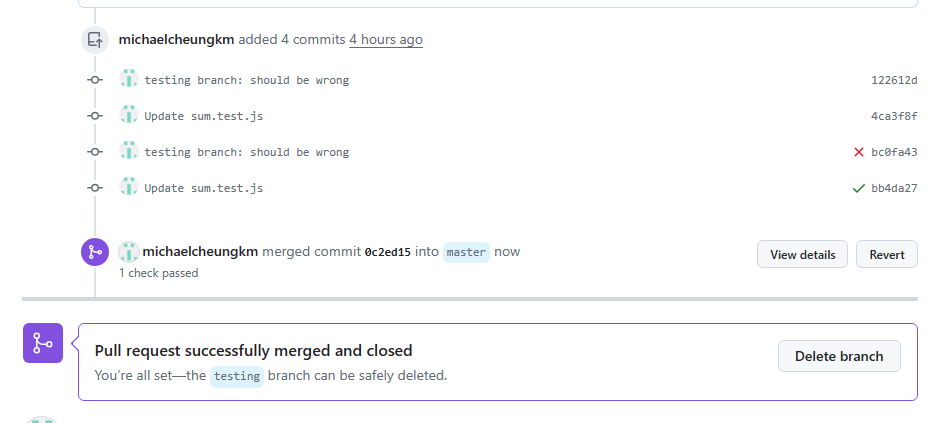 michaelcheungkm added 4 commits 4 hours ago
testing branch: should be wrong 122612d
Update sum.test.js 4ca3f8f
testing branch: should be wrong bc0fa43
Update sum.test.js bb4da27
michaelcheungkm merged commit 0c2ed15 into master now View details Revert
1 check passed
Pull request successfully merged and closed
You’re all set—the testing branch can be safely deleted.
Delete branch